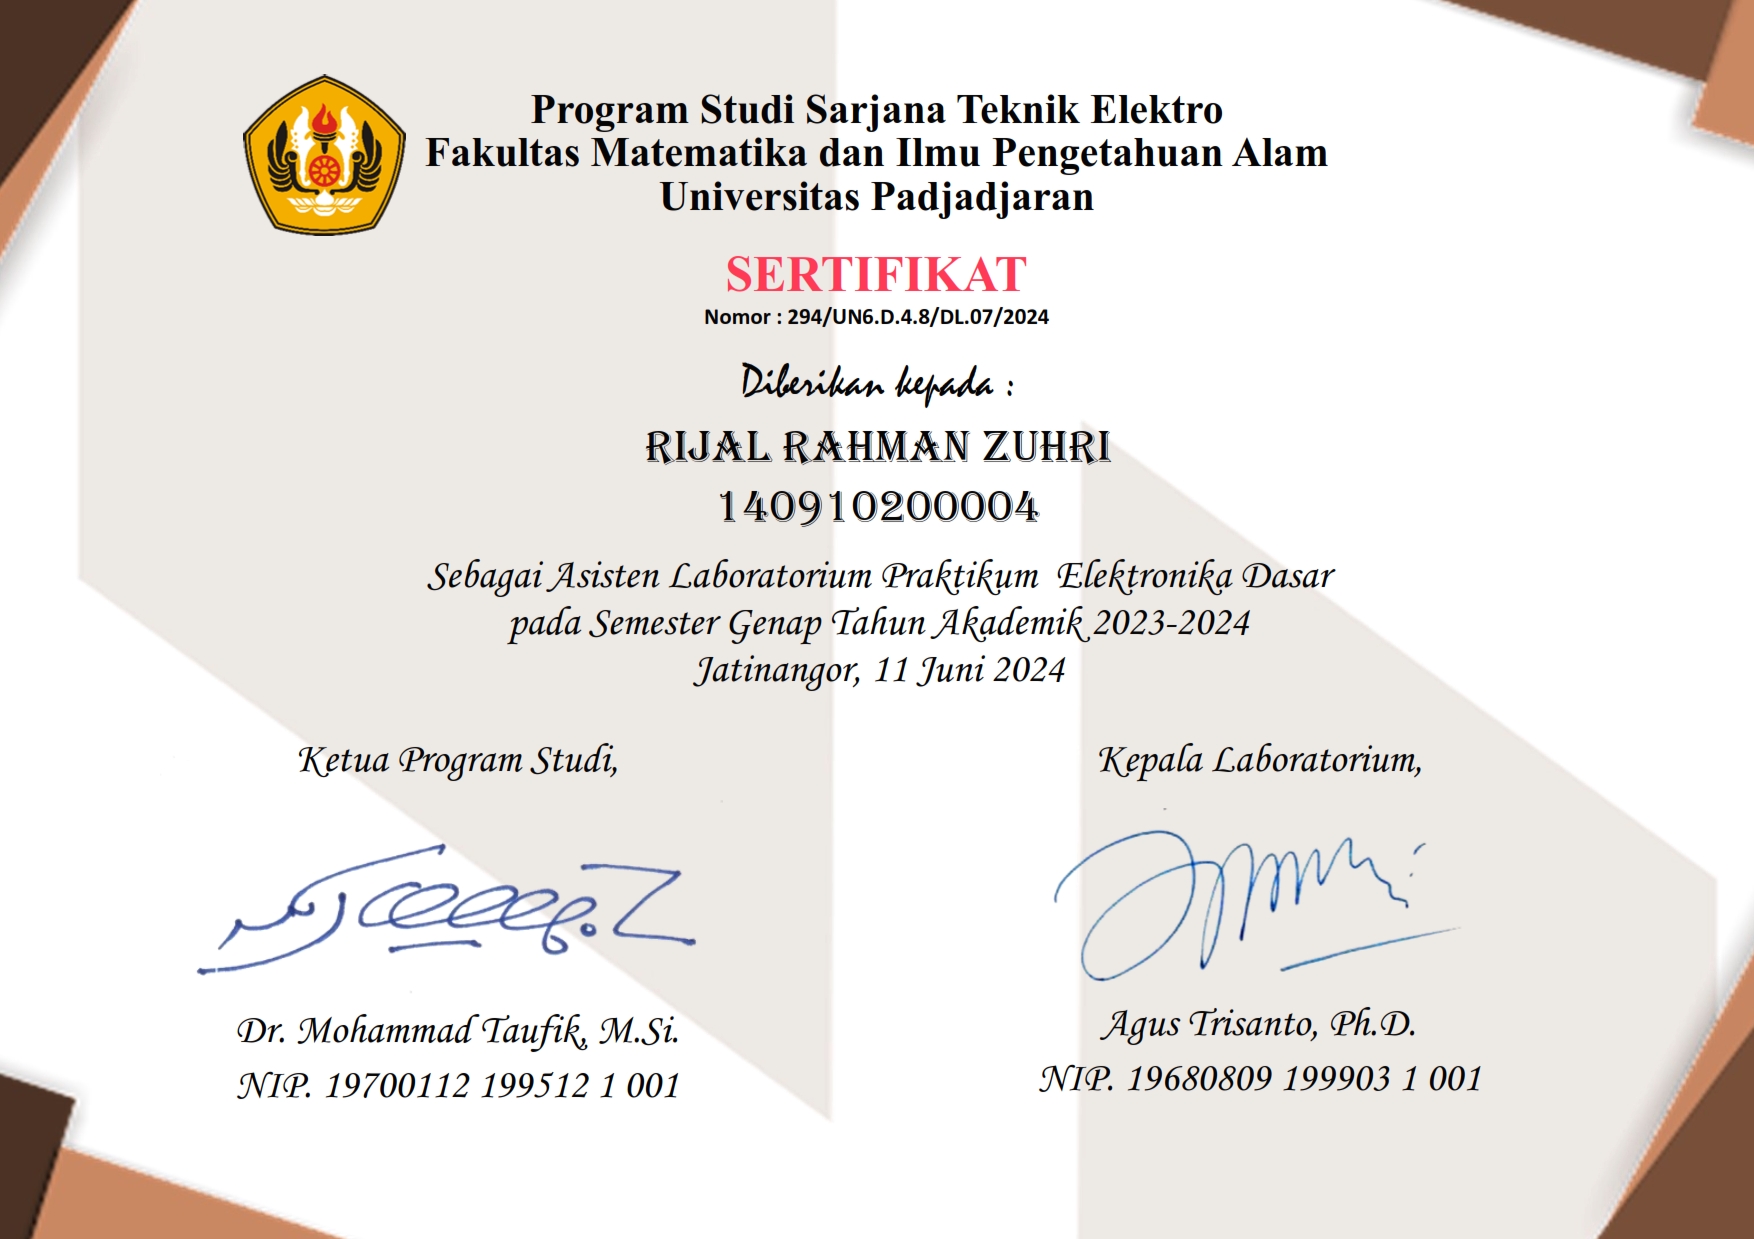 Program Studi Sarjana Teknik Elektro
Fakultas Matematika dan Ilmu Pengetahuan Alam
Universitas Padjadjaran
SERTIFIKAT
Nomor : 294/UN6.D.4.8/DL.07/2024
Diberikan kepada :
RIJAL RAHMAN ZUHRI
140910200004
Sebagai Asisten Laboratorium Praktikum Elektronika Dasar
pada Semester Genap Tahun Akademik 2023-2024
Jatinangor, 11 Juni 2024
Ketua Program Studi,
Dr. Mohammad Taufik, M.Si.
NIP. 19700112 199512 1 001
Kepala Laboratorium,
Agus Trisanto, Ph.D.
NIP. 19680809 199903 1 001